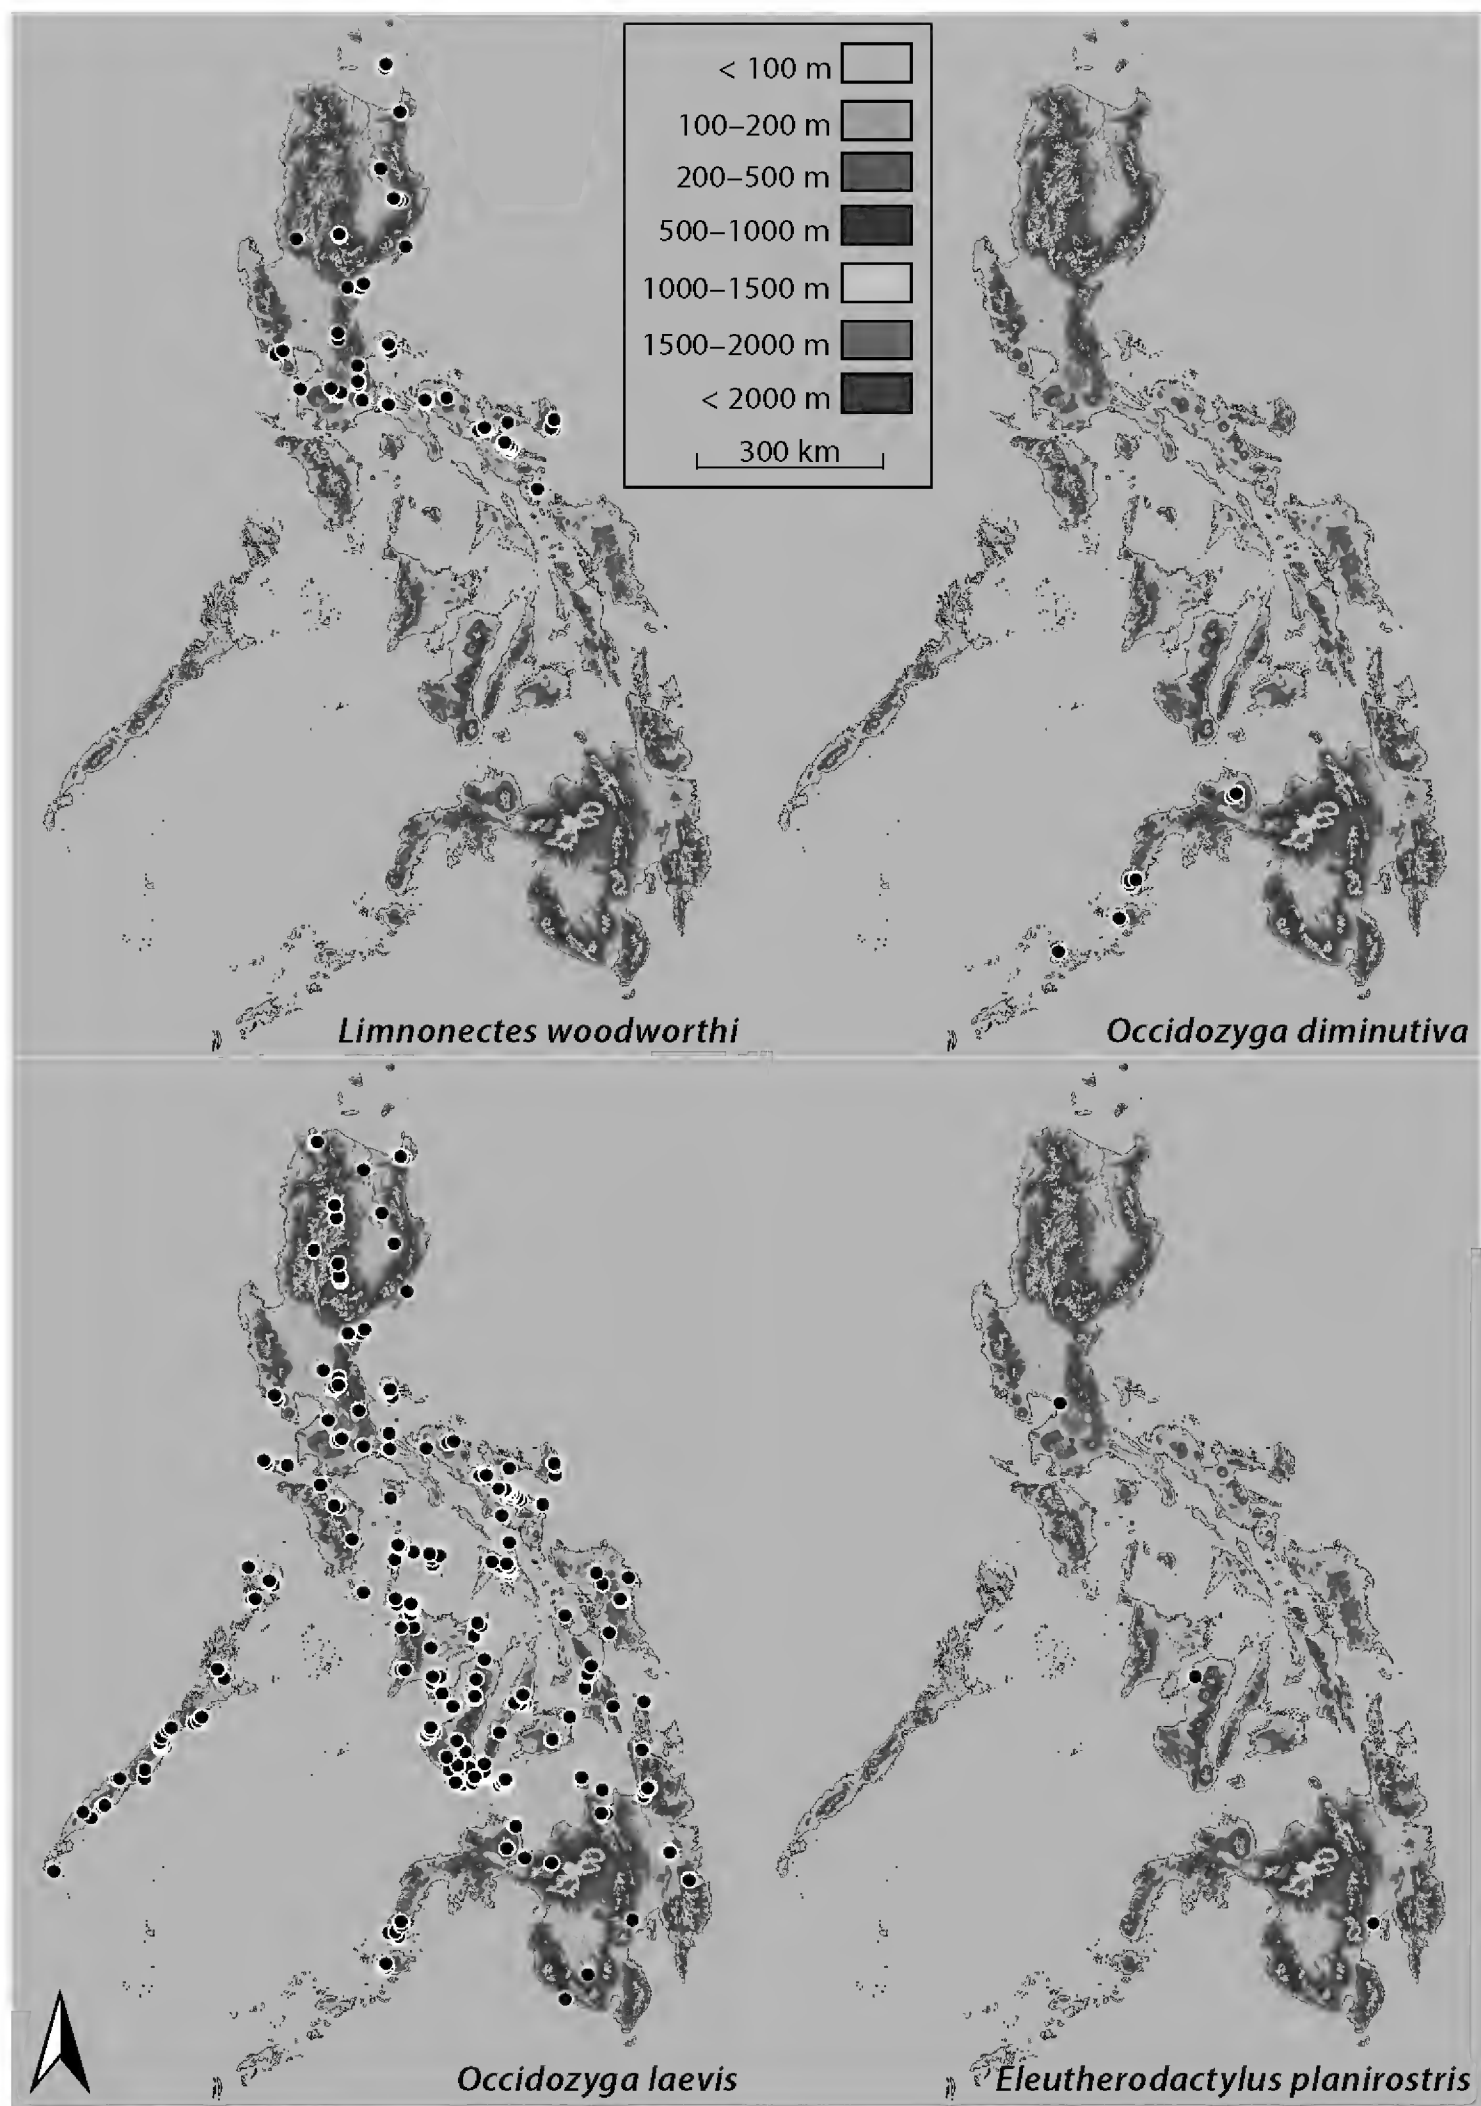 < 100 m
100–200 m
200–500 m
500–1000 m
1000–1500 m
1500–2000 m
< 2000 m
300 km
Limnonectes woodworthi
Occidozyga diminutiva
Occidozyga laevis
Eleutherodactylus planirostris